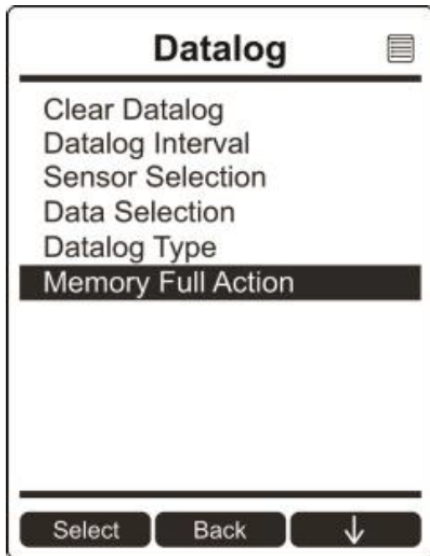 Datalog
Clear Datalog
Datalog Interval
Sensor Selection
Data Selection
Datalog Type
Memory Full Action
Select Back ↓